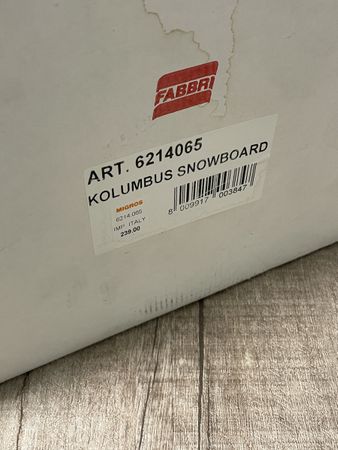 FABBRI
ART. 6214065
KOLUMBUS SNOWBOARD
MIGROS
6214.065
IMP. ITALY
239.00
8 009917 003847